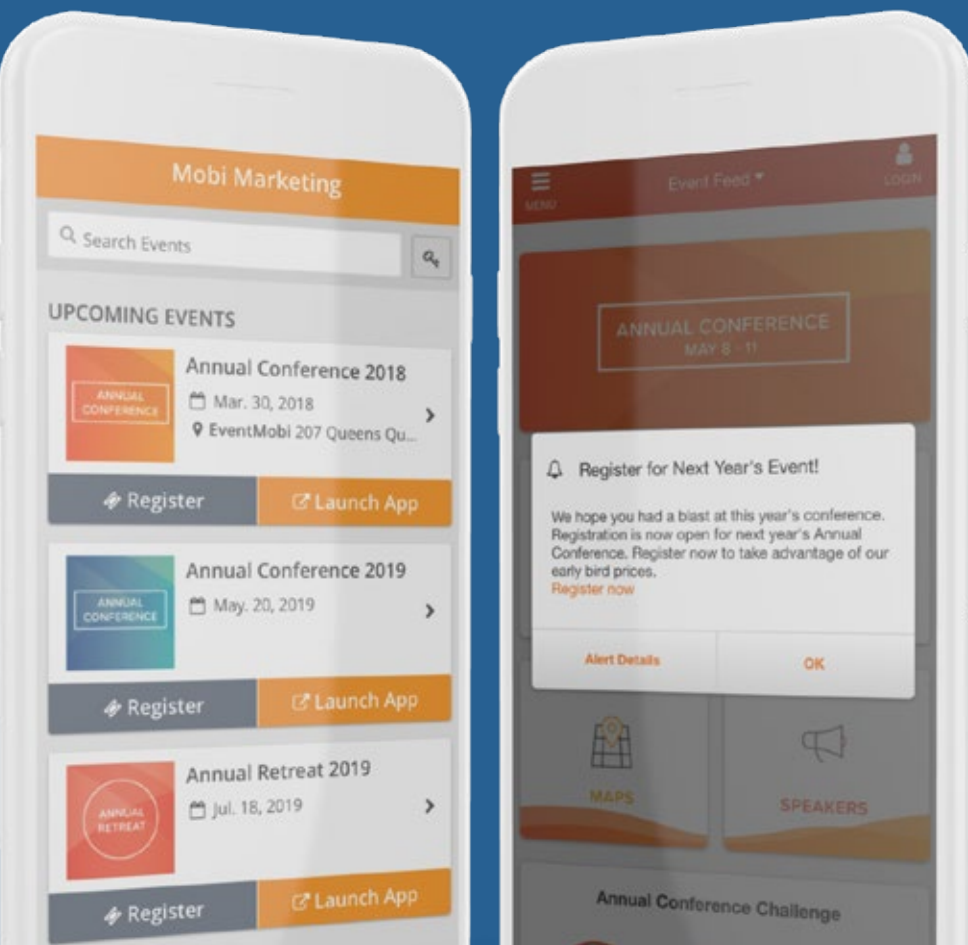 Mobi Marketing
Search Events
UPCOMING EVENTS
ANNUAL
CONFERENCE
Annual Conference 2018
Mar. 30, 2018
EventMobi 207 Queens Qu...
Register
Launch App
ANNUAL
CONFERENCE
Annual Conference 2019
May. 20, 2019
Register
Launch App
ANNUAL
RETREAT
Annual Retreat 2019
Jul. 18, 2019
Register
Launch App
MENU
Event Feed
LOGIN
ANNUAL CONFERENCE
MAY 8 - 11
Register for Next Year's Event!
We hope you had a blast at this year's conference.
Registration is now open for next year's Annual
Conference. Register now to take advantage of our
early bird prices.
Register now
Alert Details
OK
MAPS
SPEAKERS
Annual Conference Challenge